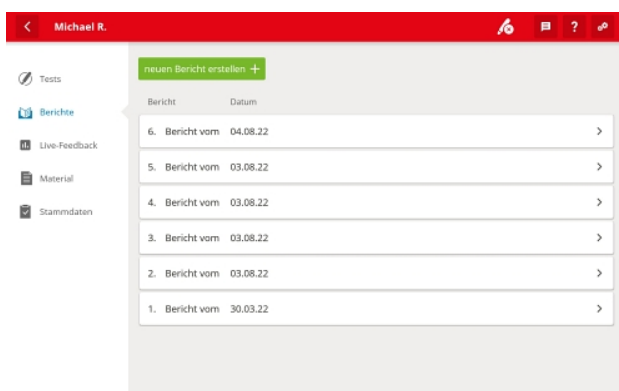 Michael R.
?
Tests
Berichte
Live-Feedback
Material
Stammdaten
neuen Bericht erstellen +
Bericht Datum
6. Bericht vom 04.08.22
5. Bericht vom 03.08.22
4. Bericht vom 03.08.22
3. Bericht vom 03.08.22
2. Bericht vom 03.08.22
1. Bericht vom 30.03.22